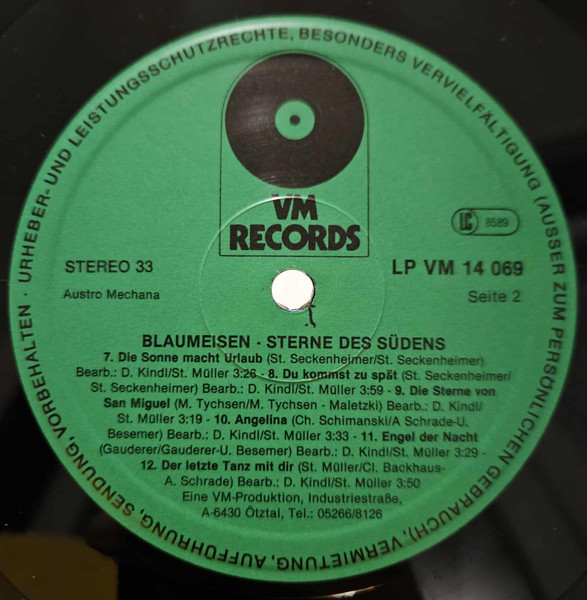 URHEBER- UND LEISTUNGSSCHUTZRECHTE, BESONDERS VERVIELFÄLTIGUNG (AUSSER ZUM PERSÖNLICHEN GEBRAUCH), VERMIETUNG, AUFFÜHRUNG, SENDUNG, VORBEHALTEN ·
VM
RECORDS
LC 8589
STEREO 33
LP VM 14 069
Austro Mechana
Seite 2
BLAUMEISEN · STERNE DES SÜDENS
7. Die Sonne macht Urlaub (St. Seckenheimer/St. Seckenheimer)
Bearb.: D. Kindl/St. Müller 3:26 - 8. Du kommst zu spät (St. Seckenheimer/
St. Seckenheimer) Bearb.: D. Kindl/St. Müller 3:59 - 9. Die Sterne von
San Miguel (M. Tychsen/M. Tychsen - Maletzki) Bearb.: D. Kindl/
St. Müller 3:19 - 10. Angelina (Ch. Schimanski/A Schrade-U.
Besemer) Bearb.: D. Kindl/St. Müller 3:33 - 11. Engel der Nacht
(Gauderer/Gauderer-U. Besemer) Bearb.: D. Kindl/St. Müller 3:29 -
12. Der letzte Tanz mit dir (St. Müller/Cl. Backhaus-
A. Schrade) Bearb.: D. Kindl/St. Müller 3:50
Eine VM-Produktion, Industriestraße,
A-6430 Ötztal, Tel.: 05266/8126